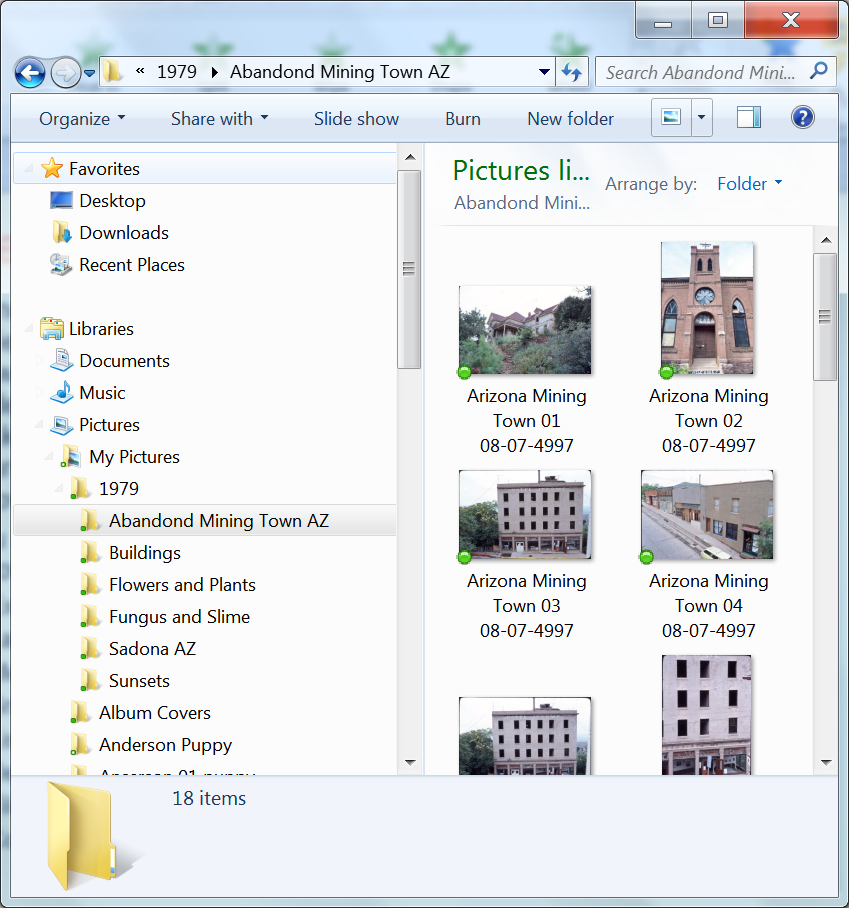 « 1979 ▸ Abandond Mining Town AZ
Search Abandond Mini...
Organize Share with Slide show Burn New folder
Favorites
Desktop
Downloads
Recent Places
Libraries
Documents
Music
Pictures
My Pictures
1979
Abandond Mining Town AZ
Buildings
Flowers and Plants
Fungus and Slime
Sadona AZ
Sunsets
Album Covers
Anderson Puppy
Pictures li...
Abandond Mini...
Arrange by: Folder
Arizona Mining
Town 01
08-07-4997
Arizona Mining
Town 02
08-07-4997
Arizona Mining
Town 03
08-07-4997
Arizona Mining
Town 04
08-07-4997
18 items